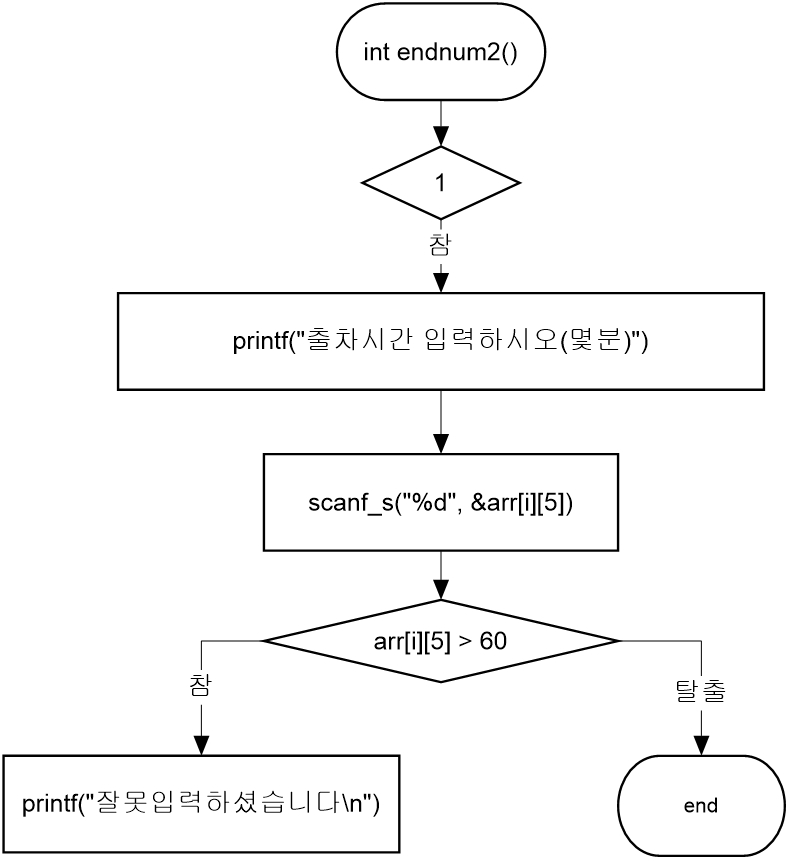 int endnum2()
1
참
printf("출차시간 입력하시오(몇분)")
scanf_s("%d", &arr[i][5])
arr[i][5] > 60
참
탈출
printf("잘못입력하셨습니다\n")
end